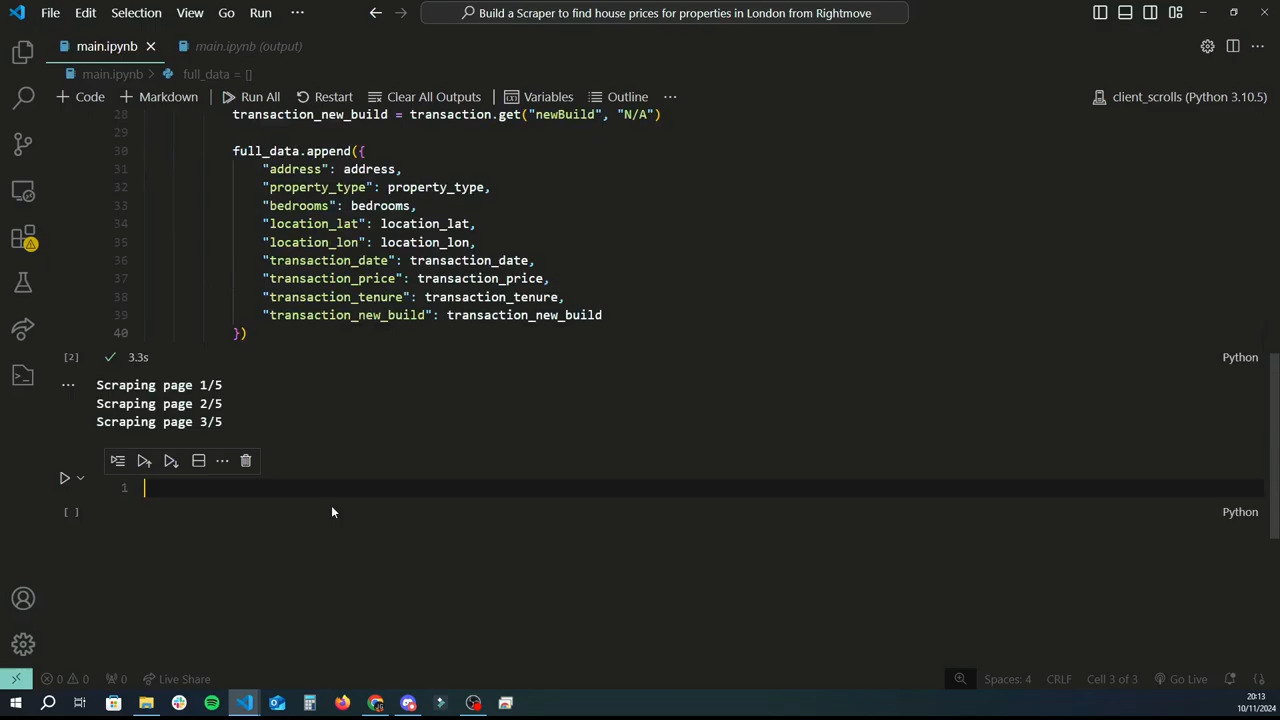 File Edit Selection View Go Run ··· Build a Scraper to find house prices for properties in London from Rightmove
main.ipynb main.ipynb (output)
main.ipynb > full_data = []
+ Code + Markdown Run All Restart Clear All Outputs (x) Variables Outline ··· client_scrolls (Python 3.10.5)
28 transaction_new_build = transaction.get("newBuild", "N/A")
29
30 full_data.append({
31 "address": address,
32 "property_type": property_type,
33 "bedrooms": bedrooms,
34 "location_lat": location_lat,
35 "location_lon": location_lon,
36 "transaction_date": transaction_date,
37 "transaction_price": transaction_price,
38 "transaction_tenure": transaction_tenure,
39 "transaction_new_build": transaction_new_build
40 })
[2] ✓ 3.3s Python
··· Scraping page 1/5
Scraping page 2/5
Scraping page 3/5
1
[ ] Python
0 0 0 Live Share Spaces: 4 CRLF Cell 3 of 3 Go Live
20:13
10/11/2024